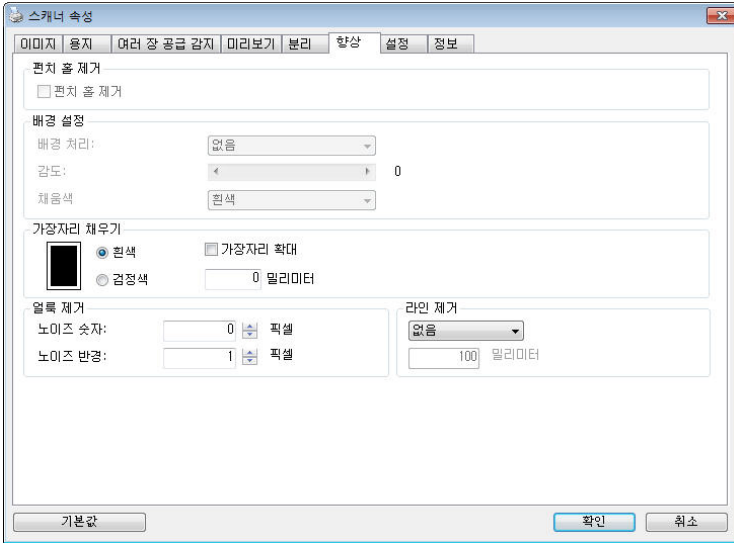 스캐너 속성
이미지 용지 여러 장 공급 감지 미리보기 분리 향상 설정 정보
펀치 홀 제거
펀치 홀 제거
배경 설정
배경 처리: 없음
감도: 0
채움색 흰색
가장자리 채우기
흰색 가장자리 확대
검정색 0 밀리미터
얼룩 제거 라인 제거
노이즈 숫자: 0 픽셀 없음
노이즈 반경: 1 픽셀 100 밀리미터
기본값 확인 취소